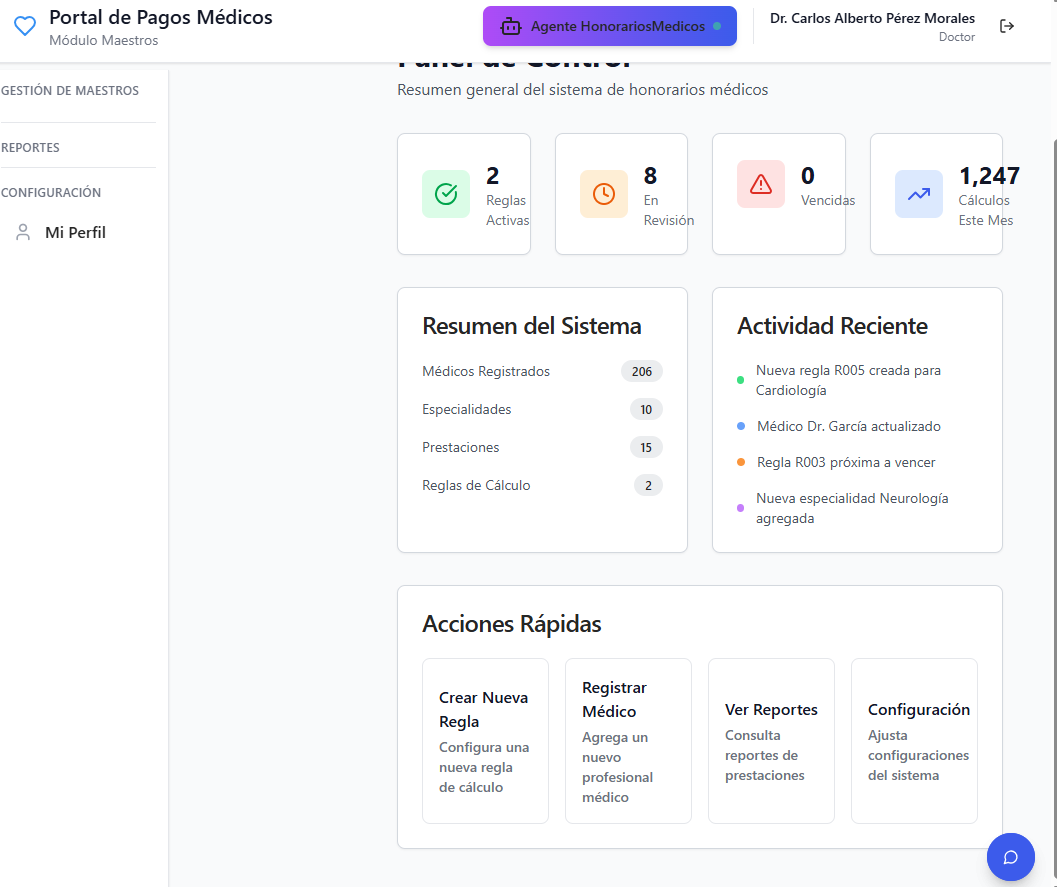 Portal de Pagos Médicos
Módulo Maestros
Agente HonorariosMedicos
Dr. Carlos Alberto Pérez Morales
Doctor
GESTIÓN DE MAESTROS
REPORTES
CONFIGURACIÓN
Mi Perfil
Panel de Control
Resumen general del sistema de honorarios médicos
2
Reglas
Activas
8
En
Revisión
0
Vencidas
1,247
Cálculos
Este Mes
Resumen del Sistema
Médicos Registrados 206
Especialidades 10
Prestaciones 15
Reglas de Cálculo 2
Actividad Reciente
Nueva regla R005 creada para
Cardiología
Médico Dr. García actualizado
Regla R003 próxima a vencer
Nueva especialidad Neurología
agregada
Acciones Rápidas
Crear Nueva
Regla
Configura una
nueva regla
de cálculo
Registrar
Médico
Agrega un
nuevo
profesional
médico
Ver Reportes
Consulta
reportes de
prestaciones
Configuración
Ajusta
configuraciones
del sistema